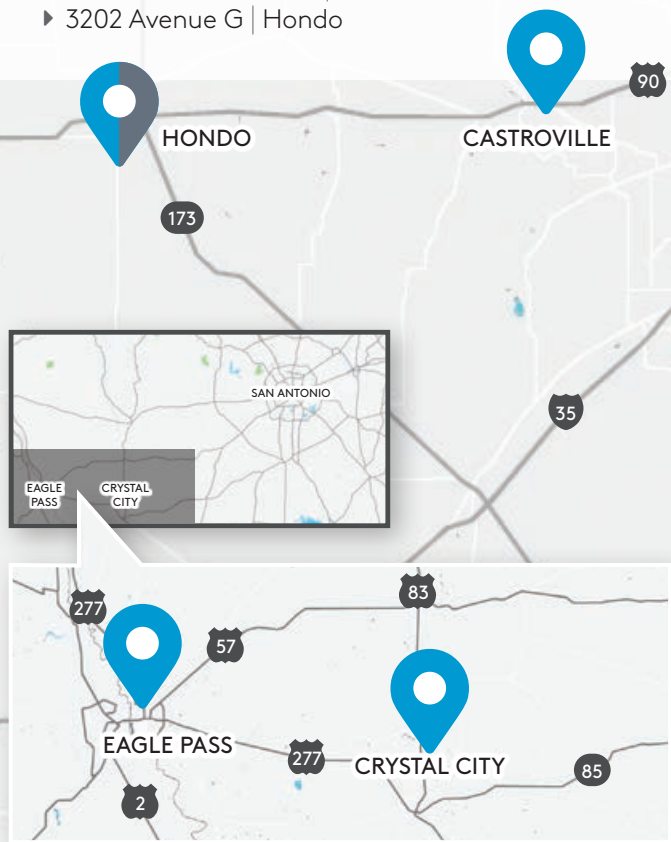 3202 Avenue G | Hondo
90
HONDO
CASTROVILLE
173
SAN ANTONIO
35
EAGLE
PASS
CRYSTAL
CITY
277
83
57
EAGLE PASS
277
CRYSTAL CITY
85
2